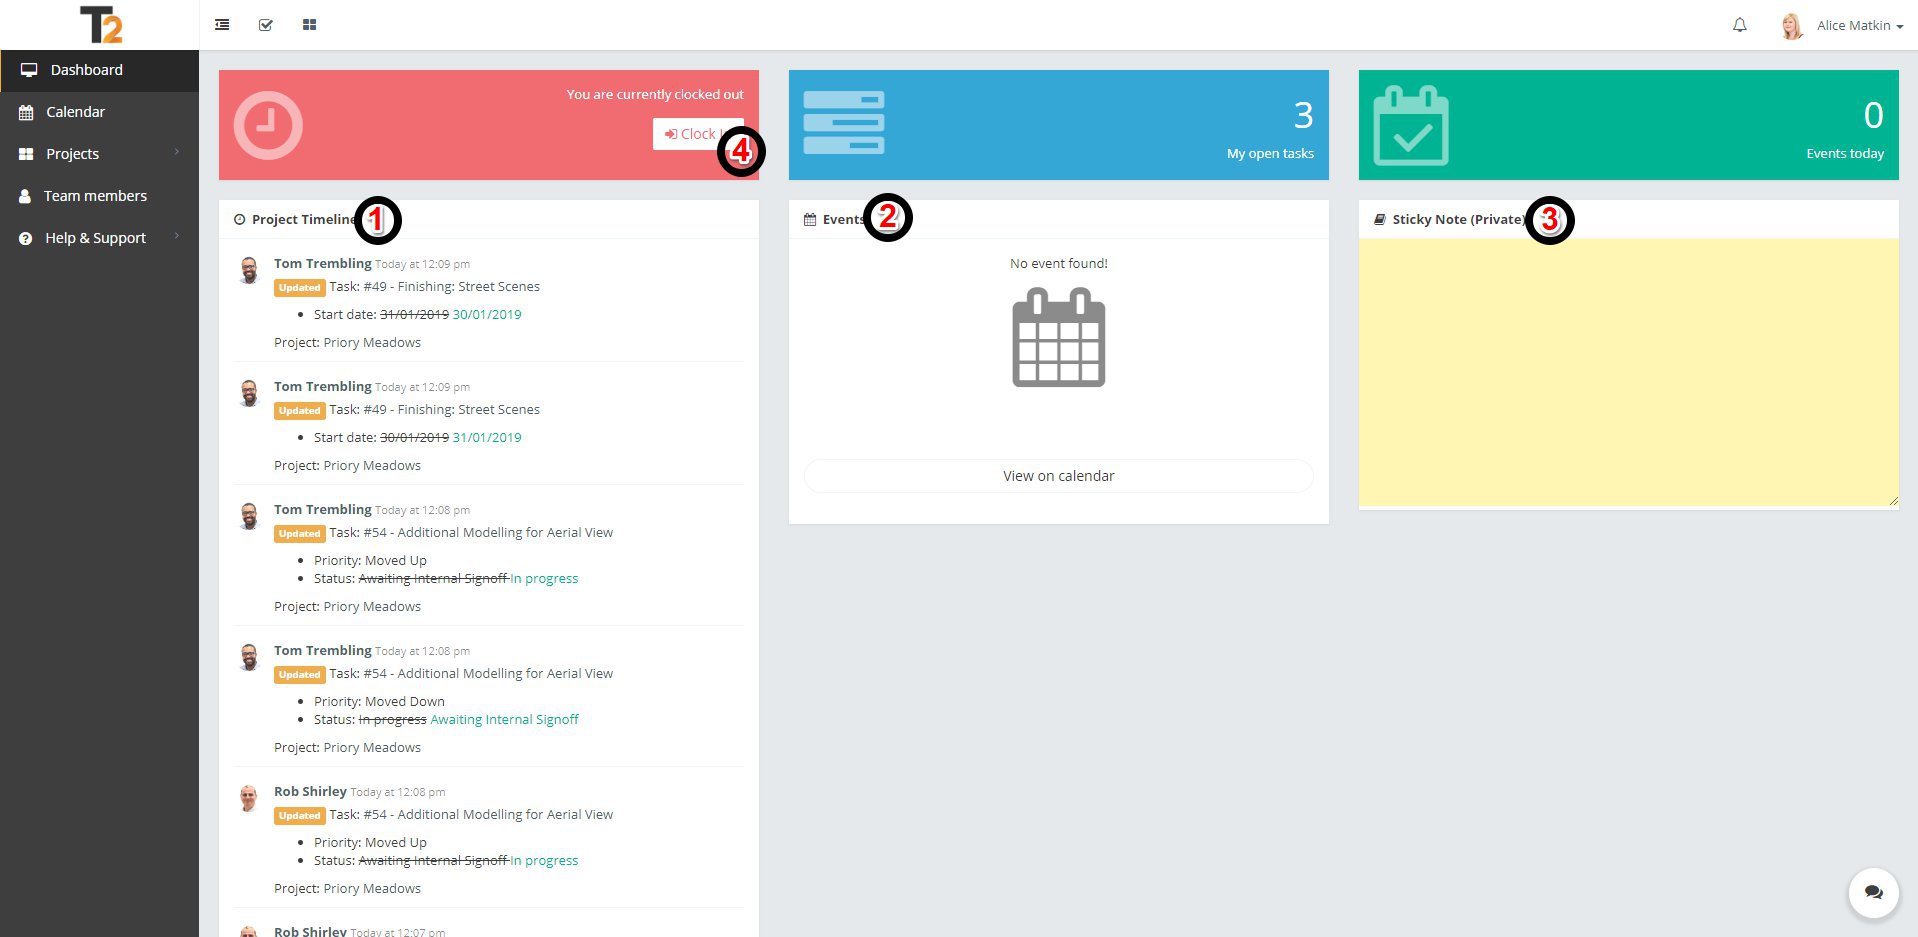 T2
Alice Matkin
Dashboard
Calendar
Projects
Team members
Help & Support
You are currently clocked out
Clock
4
3
My open tasks
0
Events today
Project Timeline
1
Tom Trembling Today at 12:09 pm
Updated Task: #49 - Finishing: Street Scenes
Start date: 31/01/2019 30/01/2019
Project: Priory Meadows
Tom Trembling Today at 12:09 pm
Updated Task: #49 - Finishing: Street Scenes
Start date: 30/01/2019 31/01/2019
Project: Priory Meadows
Tom Trembling Today at 12:08 pm
Updated Task: #54 - Additional Modelling for Aerial View
Priority: Moved Up
Status: Awaiting Internal Signoff In progress
Project: Priory Meadows
Tom Trembling Today at 12:08 pm
Updated Task: #54 - Additional Modelling for Aerial View
Priority: Moved Down
Status: In progress Awaiting Internal Signoff
Project: Priory Meadows
Rob Shirley Today at 12:08 pm
Updated Task: #54 - Additional Modelling for Aerial View
Priority: Moved Up
Status: Awaiting Internal Signoff In progress
Project: Priory Meadows
Rob Shirley Today at 12:07 pm
Events
2
No event found!
View on calendar
Sticky Note (Private)
3